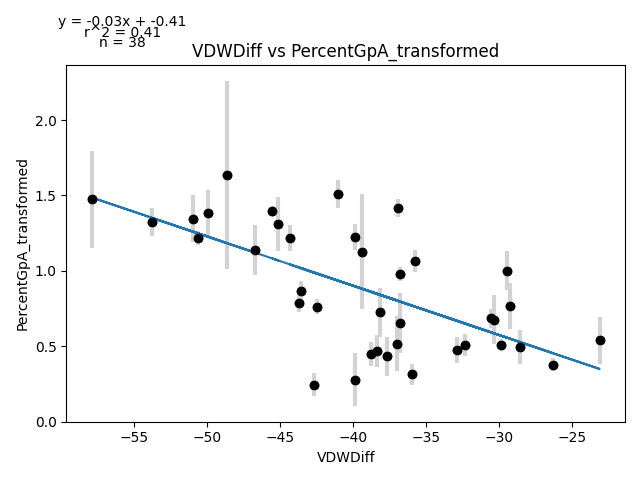 y = -0.03x + -0.41
r^2 = 0.41
n = 38
VDWDiff vs PercentGpA_transformed
PercentGpA_transformed
2.0
1.5
1.0
0.5
0.0
−55
−50
−45
−40
−35
−30
−25
VDWDiff